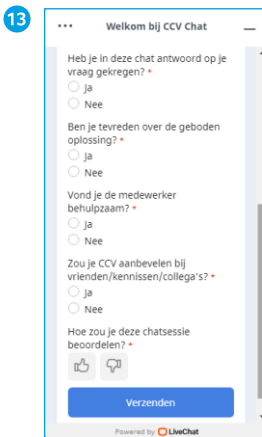 13
Welkom bij CCV Chat
Heb je in deze chat antwoord op je
vraag gekregen? *
Ja
Nee
Ben je tevreden over de geboden
oplossing? *
Ja
Nee
Vond je de medewerker
behulpzaam? *
Ja
Nee
Zou je CCV aanbevelen bij
vrienden/kennissen/collega's? *
Ja
Nee
Hoe zou je deze chatsessie
beoordelen? *
Verzenden
Powered by LiveChat